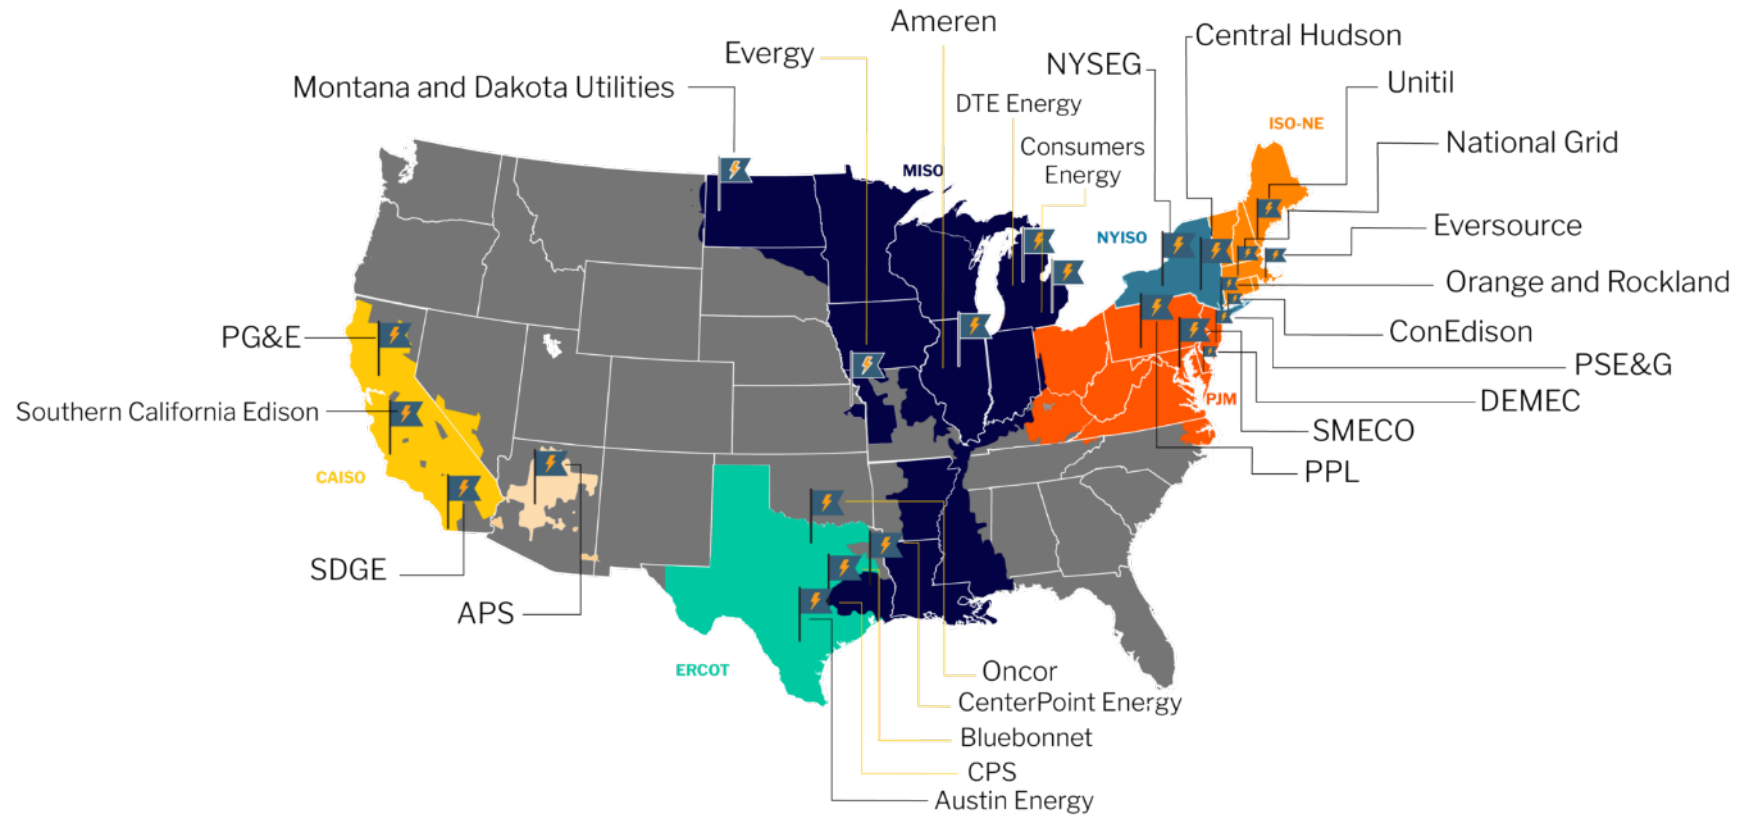 Ameren
Central Hudson
Evergy
NYSEG
Unitil
Montana and Dakota Utilities
DTE Energy
ISO-NE
Consumers
Energy
National Grid
MISO
Eversource
NYISO
Orange and Rockland
PG&E
ConEdison
PSE&G
DEMEC
PJM
Southern California Edison
SMECO
PPL
CAISO
SDGE
APS
ERCOT
Oncor
CenterPoint Energy
Bluebonnet
CPS
Austin Energy